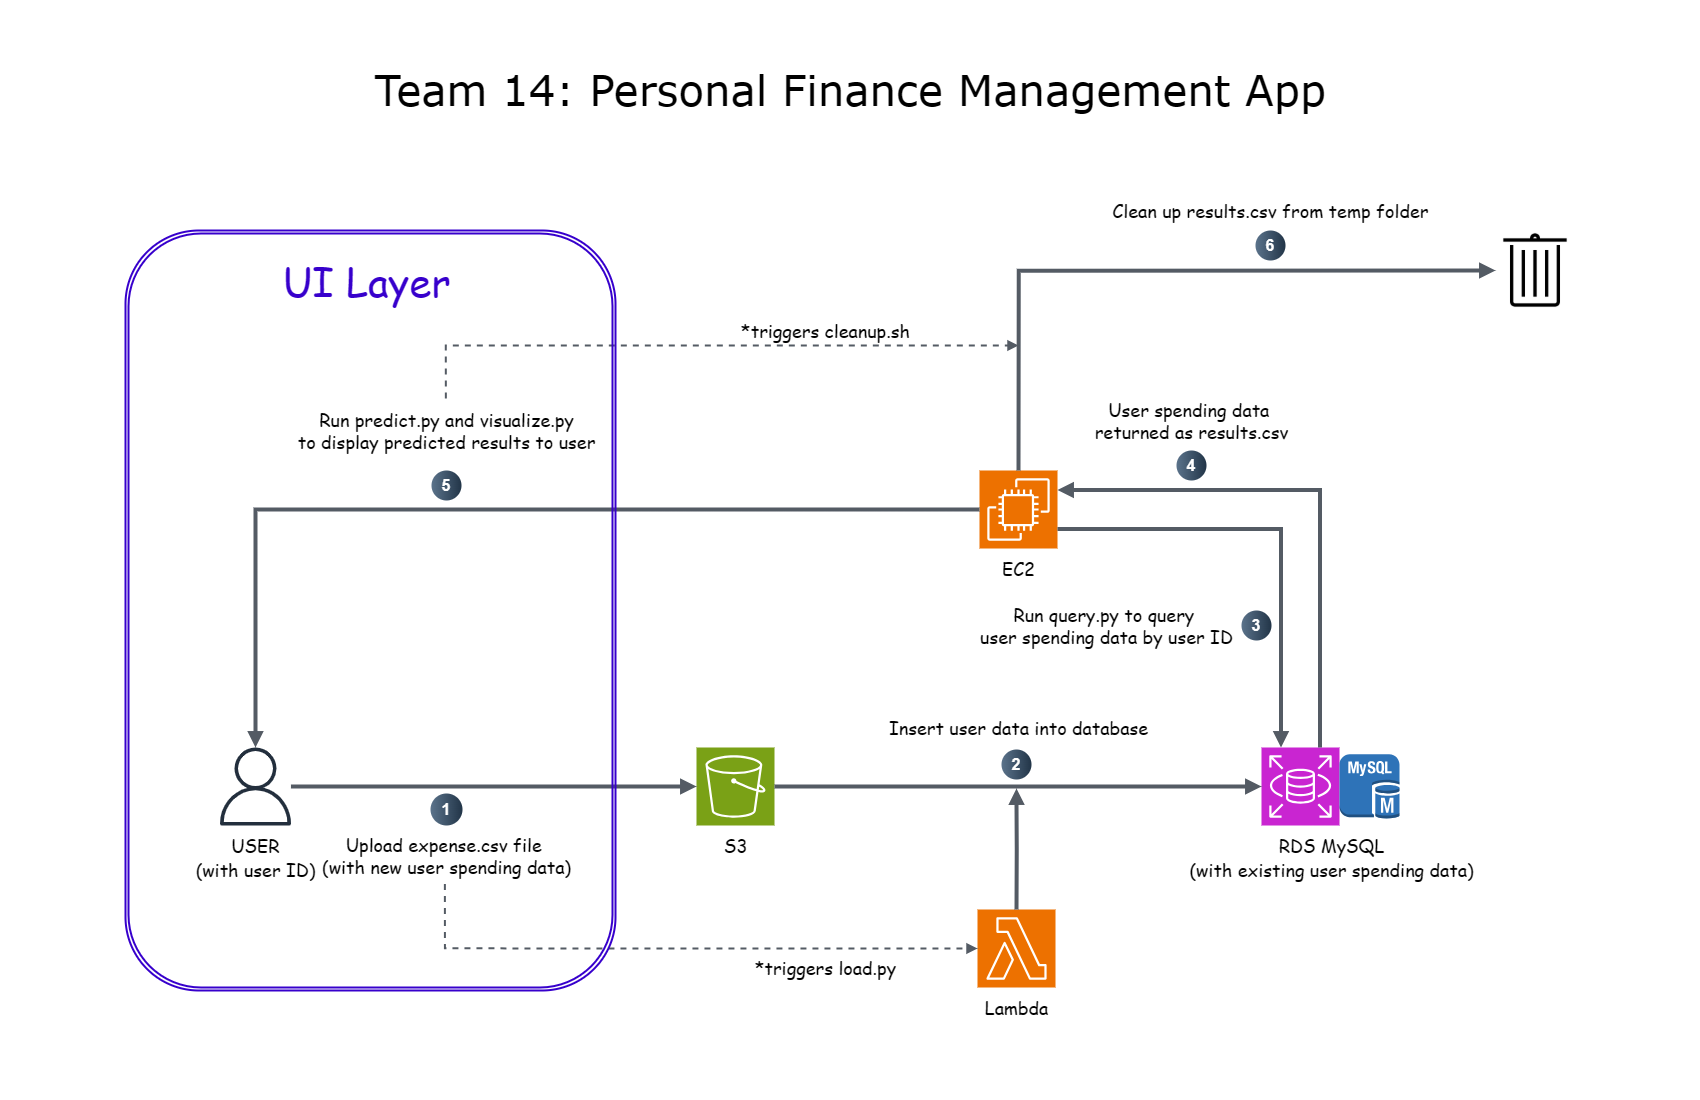 Team 14: Personal Finance Management App
Clean up results.csv from temp folder
6
UI Layer
*triggers cleanup.sh
Run predict.py and visualize.py
to display predicted results to user
5
User spending data
returned as results.csv
4
EC2
Run query.py to query
user spending data by user ID
3
Insert user data into database
2
MySQL
M
1
USER
(with user ID)
Upload expense.csv file
(with new user spending data)
S3
RDS MySQL
(with existing user spending data)
*triggers load.py
Lambda